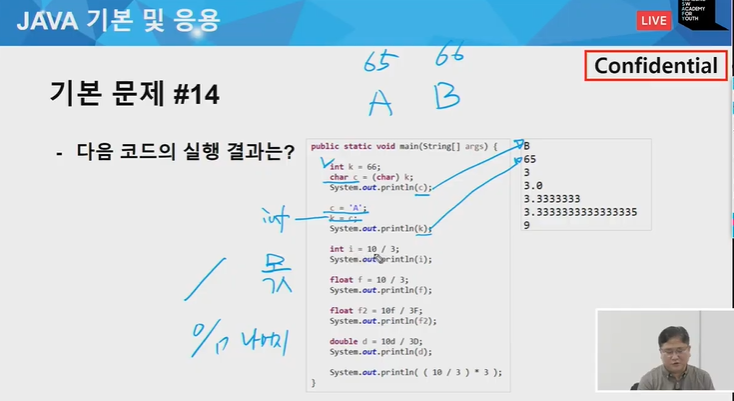 JAVA 기본 및 응용
LIVE
SW
ACADEMY
FOR
YOUTH
Confidential
65 66
A B
기본 문제 #14
- 다음 코드의 실행 결과는?
public static void main(String[] args) {
int k = 66;
char c = (char) k;
System.out.println(c);
c = 'A';
k = c;
System.out.println(k);
int i = 10 / 3;
System.out.println(i);
float f = 10 / 3;
System.out.println(f);
float f2 = 10f / 3F;
System.out.println(f2);
double d = 10d / 3D;
System.out.println(d);
System.out.println( ( 10 / 3 ) * 3 );
}
B
65
3
3.0
3.3333333
3.3333333333333335
9
int
/ 몫
% 나머지